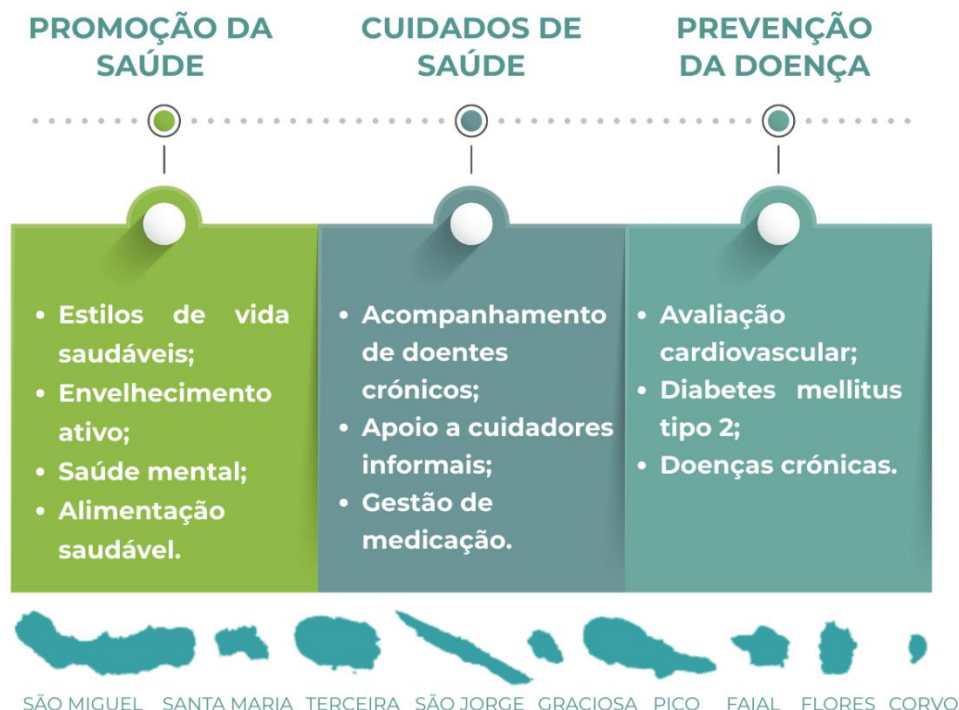 PROMOÇÃO DA
SAÚDE
CUIDADOS DE
SAÚDE
PREVENÇÃO
DA DOENÇA
• Estilos de vida
saudáveis;
• Envelhecimento
ativo;
• Saúde mental;
• Alimentação
saudável.
• Acompanhamento
de doentes
crónicos;
• Apoio a cuidadores
informais;
• Gestão de
medicação.
• Avaliação
cardiovascular;
• Diabetes mellitus
tipo 2;
• Doenças crónicas.
SÃO MIGUEL SANTA MARIA TERCEIRA SÃO JORGE GRACIOSA PICO FAIAL FLORES CORVO